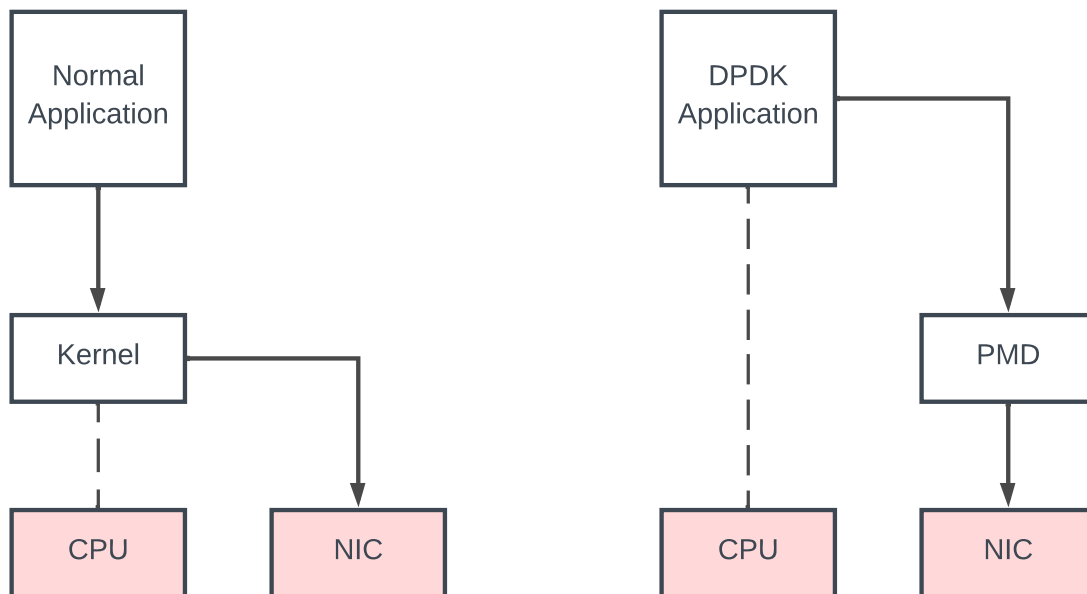 Normal
Application
DPDK
Application
Kernel
PMD
CPU
NIC
CPU
NIC